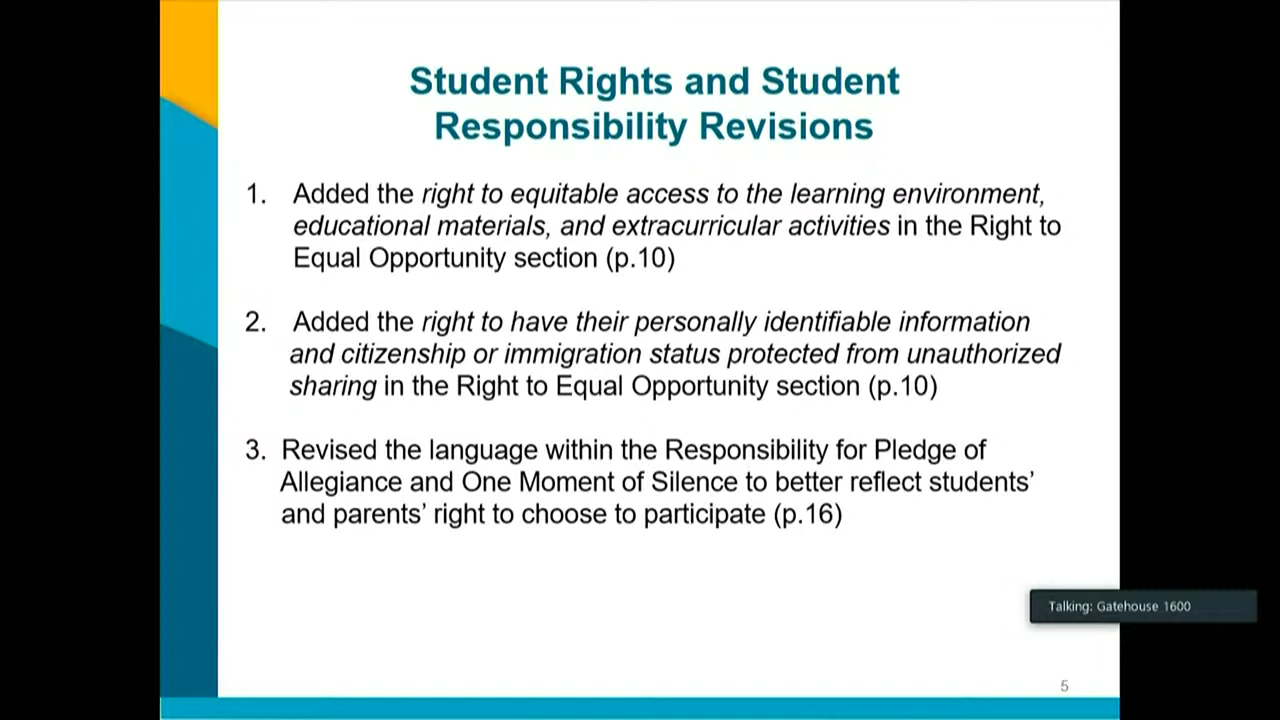 Student Rights and Student
Responsibility Revisions
1. Added the right to equitable access to the learning environment,
educational materials, and extracurricular activities in the Right to
Equal Opportunity section (p.10)
2. Added the right to have their personally identifiable information
and citizenship or immigration status protected from unauthorized
sharing in the Right to Equal Opportunity section (p.10)
3. Revised the language within the Responsibility for Pledge of
Allegiance and One Moment of Silence to better reflect students’
and parents’ right to choose to participate (p.16)
Talking: Gatehouse 1600
5